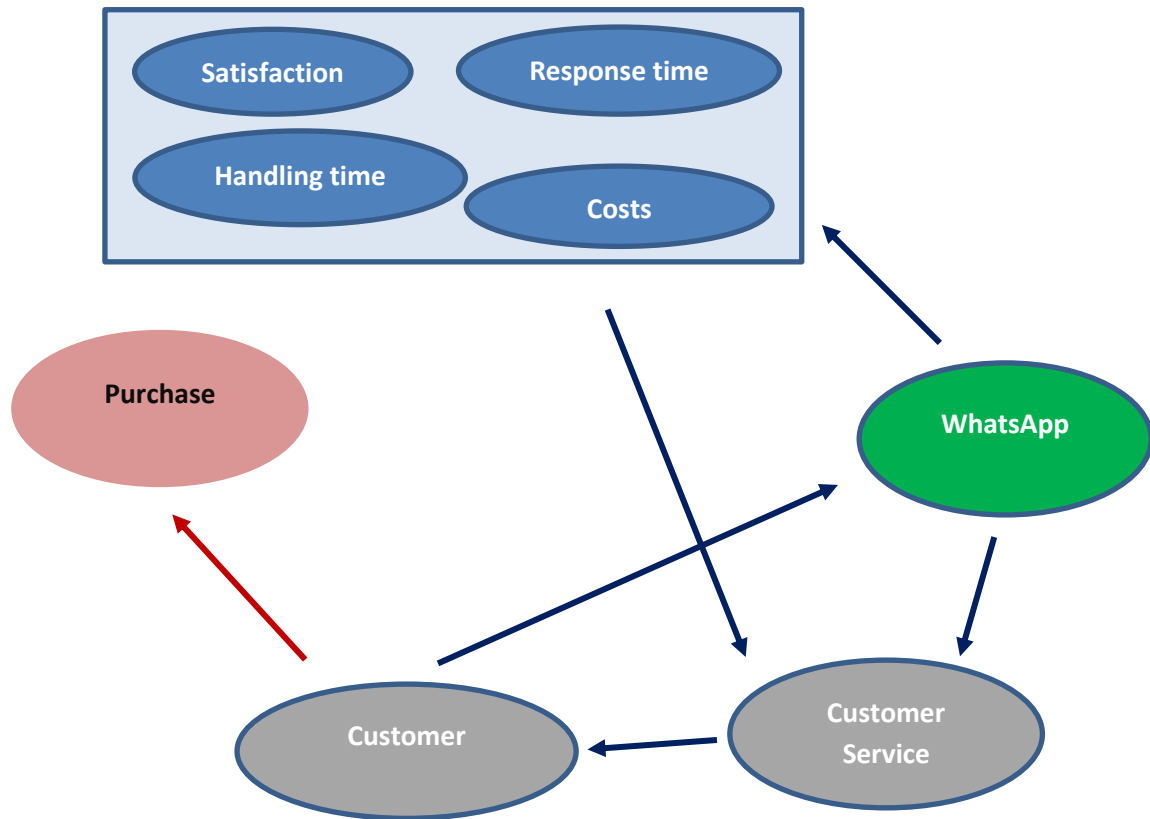 Satisfaction
Response time
Handling time
Costs
Purchase
WhatsApp
Customer
Customer
Service